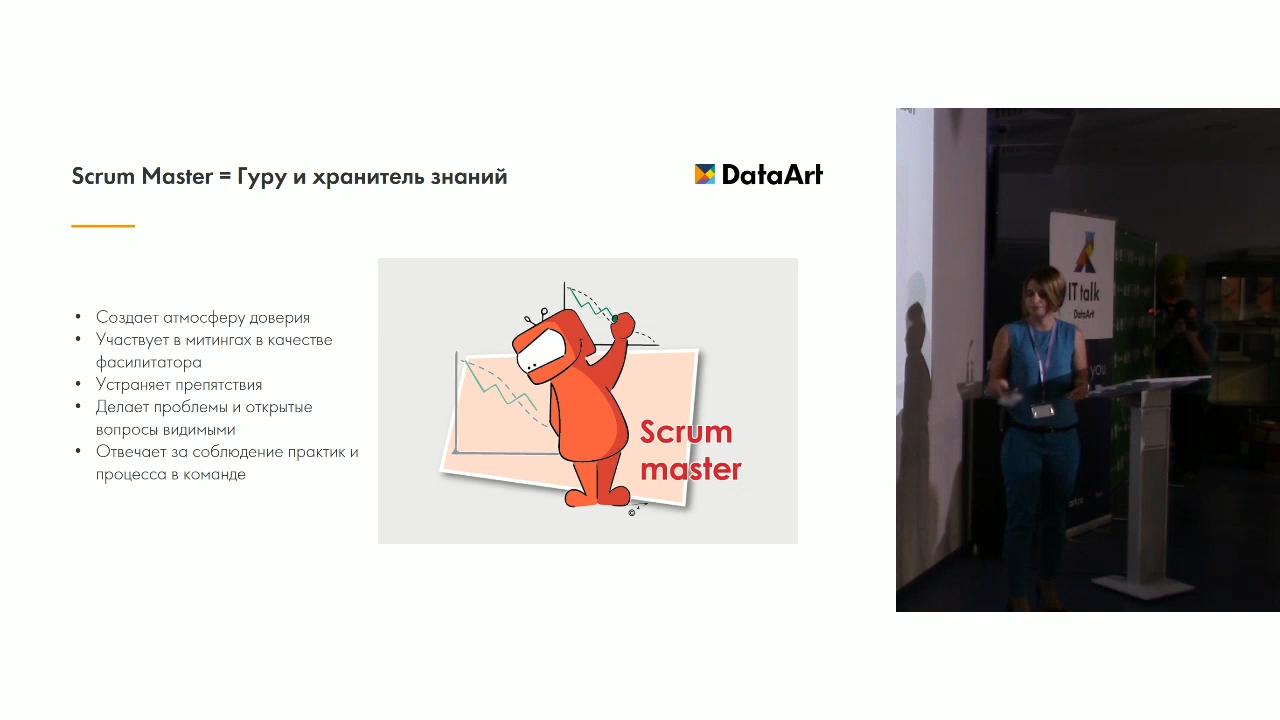 Scrum Master = Гуру и хранитель знаний
DataArt
• Создает атмосферу доверия
• Участвует в митингах в качестве
фасилитатора
• Устраняет препятствия
• Делает проблемы и открытые
вопросы видимыми
• Отвечает за соблюдение практик и
процесса в команде
Scrum
master
©
IT talk
DataArt
you